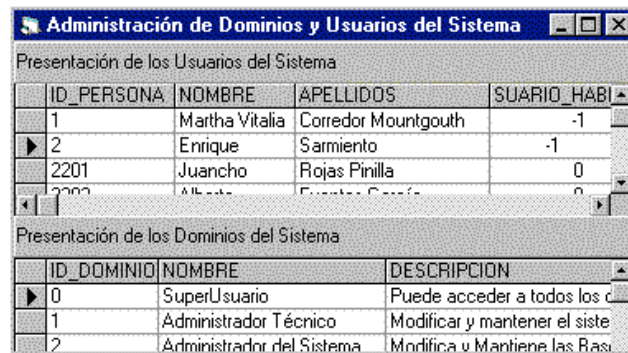 Administración de Dominios y Usuarios del Sistema
Presentación de los Usuarios del Sistema
ID_PERSONA NOMBRE APELLIDOS SUARIO_HABI
1 Martha Vitalia Corredor Mountgouth -1
2 Enrique Sarmiento -1
2201 Juancho Rojas Pinilla 0
Presentación de los Dominios del Sistema
ID_DOMINIO NOMBRE DESCRIPCION
0 SuperUsuario Puede acceder a todos los
1 Administrador Técnico Modificar y mantener el siste
2 Administrador del Sistema Modifica y Mantiene las Bas